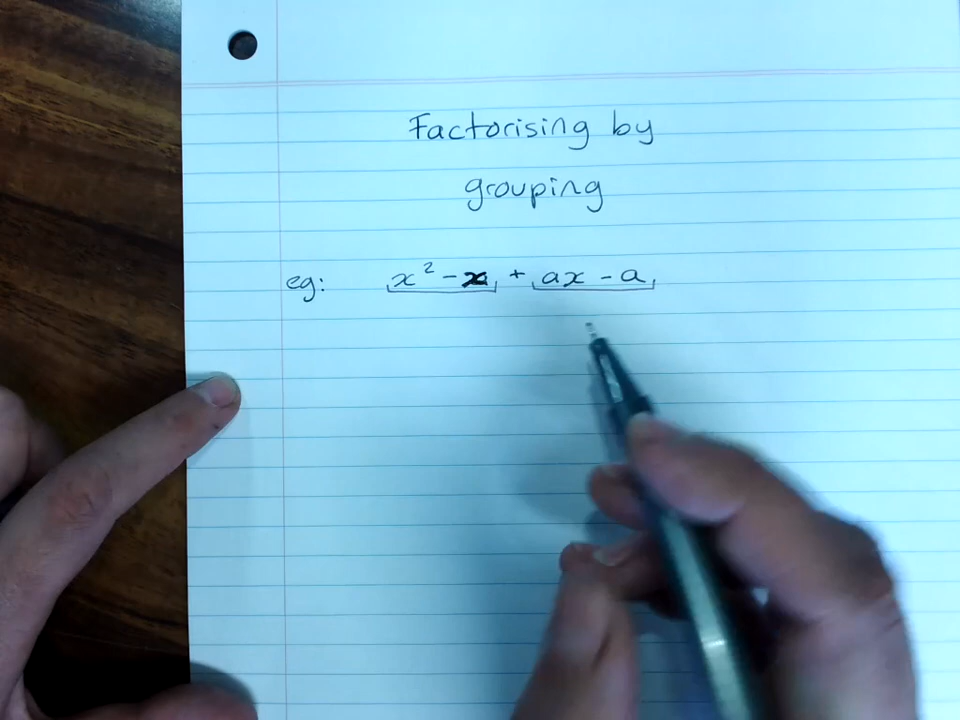 Factorising by
grouping
eg: x² - x + ax - a